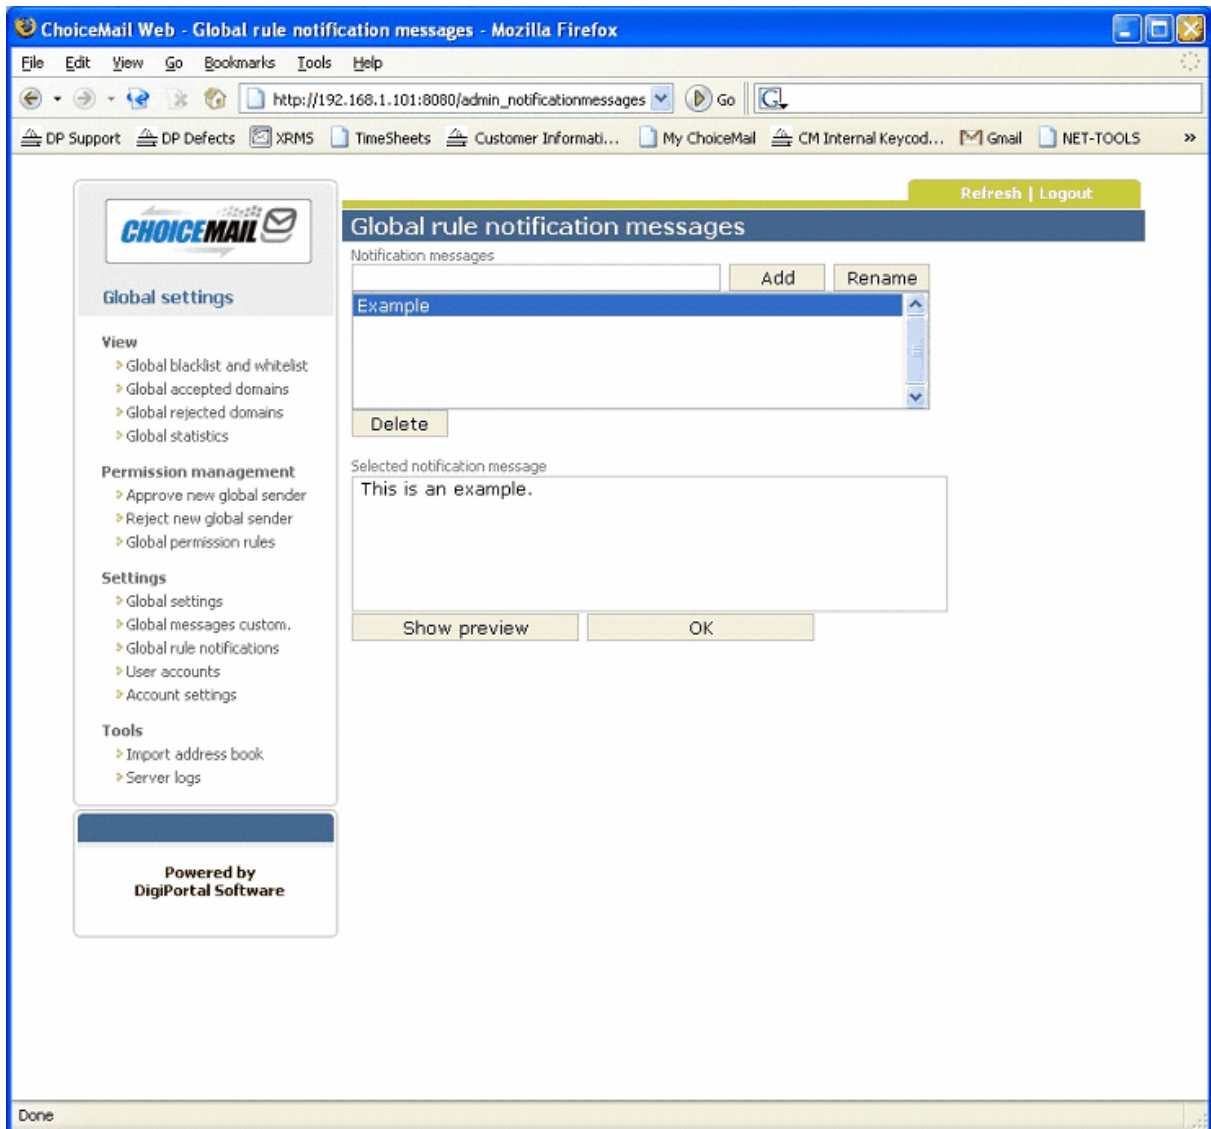 ChoiceMail Web - Global rule notification messages - Mozilla Firefox
File Edit View Go Bookmarks Tools Help
http://192.168.1.101:8080/admin_notificationmessages Go G
DP Support DP Defects XRMS TimeSheets Customer Informati... My ChoiceMail CM Internal Keycod... Gmail NET-TOOLS »
Refresh | Logout
CHOICEMAIL
Global settings
View
Global blacklist and whitelist
Global accepted domains
Global rejected domains
Global statistics
Permission management
Approve new global sender
Reject new global sender
Global permission rules
Settings
Global settings
Global messages custom.
Global rule notifications
User accounts
Account settings
Tools
Import address book
Server logs
Powered by
DigiPortal Software
Global rule notification messages
Notification messages
Add Rename
Example
Delete
Selected notification message
This is an example.
Show preview OK
Done